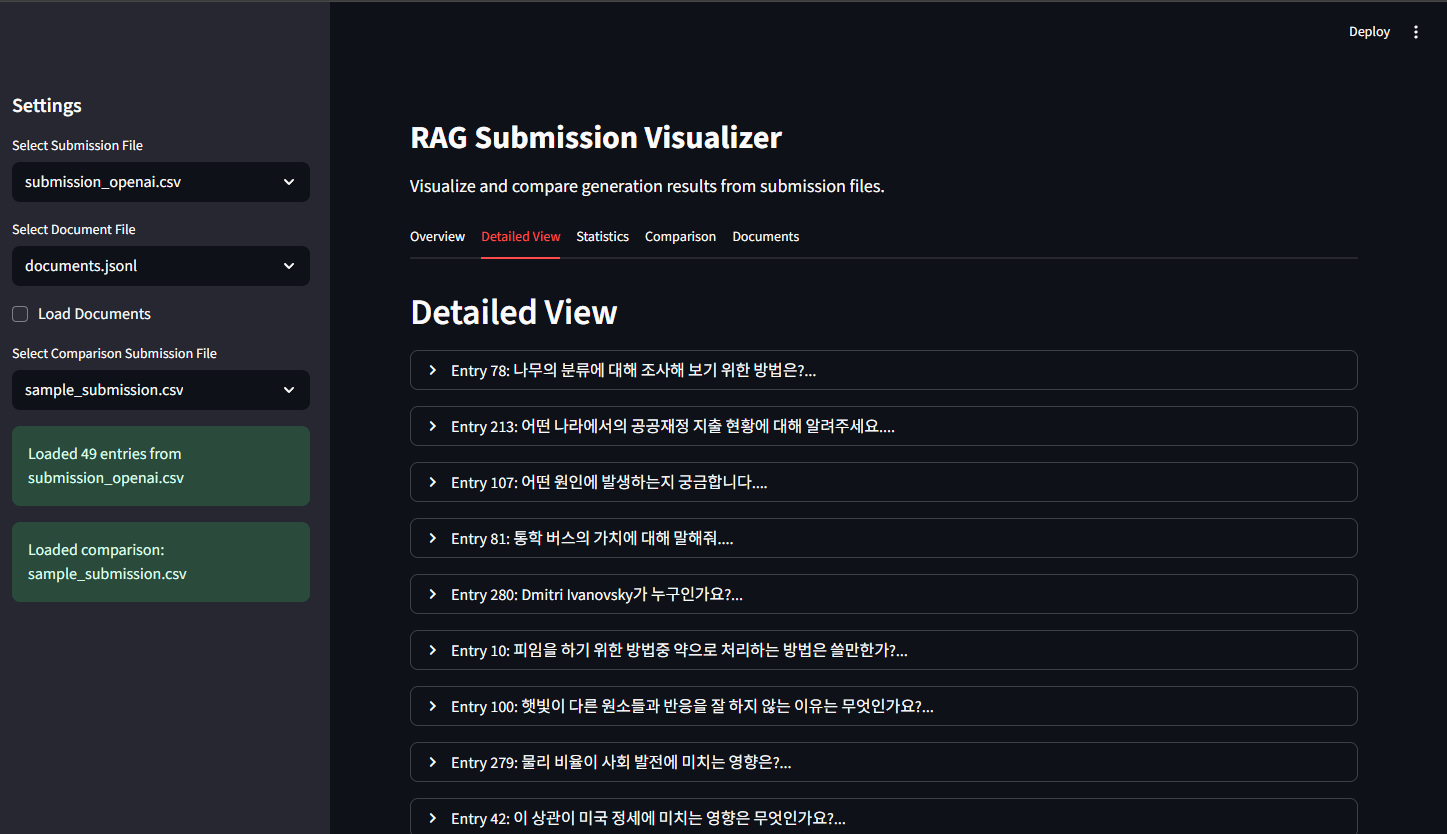 Deploy
Settings
Select Submission File
submission_openai.csv
Select Document File
documents.jsonl
Load Documents
Select Comparison Submission File
sample_submission.csv
Loaded 49 entries from
submission_openai.csv
Loaded comparison:
sample_submission.csv
RAG Submission Visualizer
Visualize and compare generation results from submission files.
Overview Detailed View Statistics Comparison Documents
Detailed View
Entry 78: 나무의 분류에 대해 조사해 보기 위한 방법은?...
Entry 213: 어떤 나라에서의 공공재정 지출 현황에 대해 알려주세요....
Entry 107: 어떤 원인에 발생하는지 궁금합니다....
Entry 81: 통학 버스의 가치에 대해 말해줘....
Entry 280: Dmitri Ivanovsky가 누구인가요?...
Entry 10: 피임을 하기 위한 방법중 약으로 처리하는 방법은 쓸만한가?...
Entry 100: 햇빛이 다른 원소들과 반응을 잘 하지 않는 이유는 무엇인가요?...
Entry 279: 물리 비율이 사회 발전에 미치는 영향은?...
Entry 42: 이 상관이 미국 정세에 미치는 영향은 무엇인가요?...